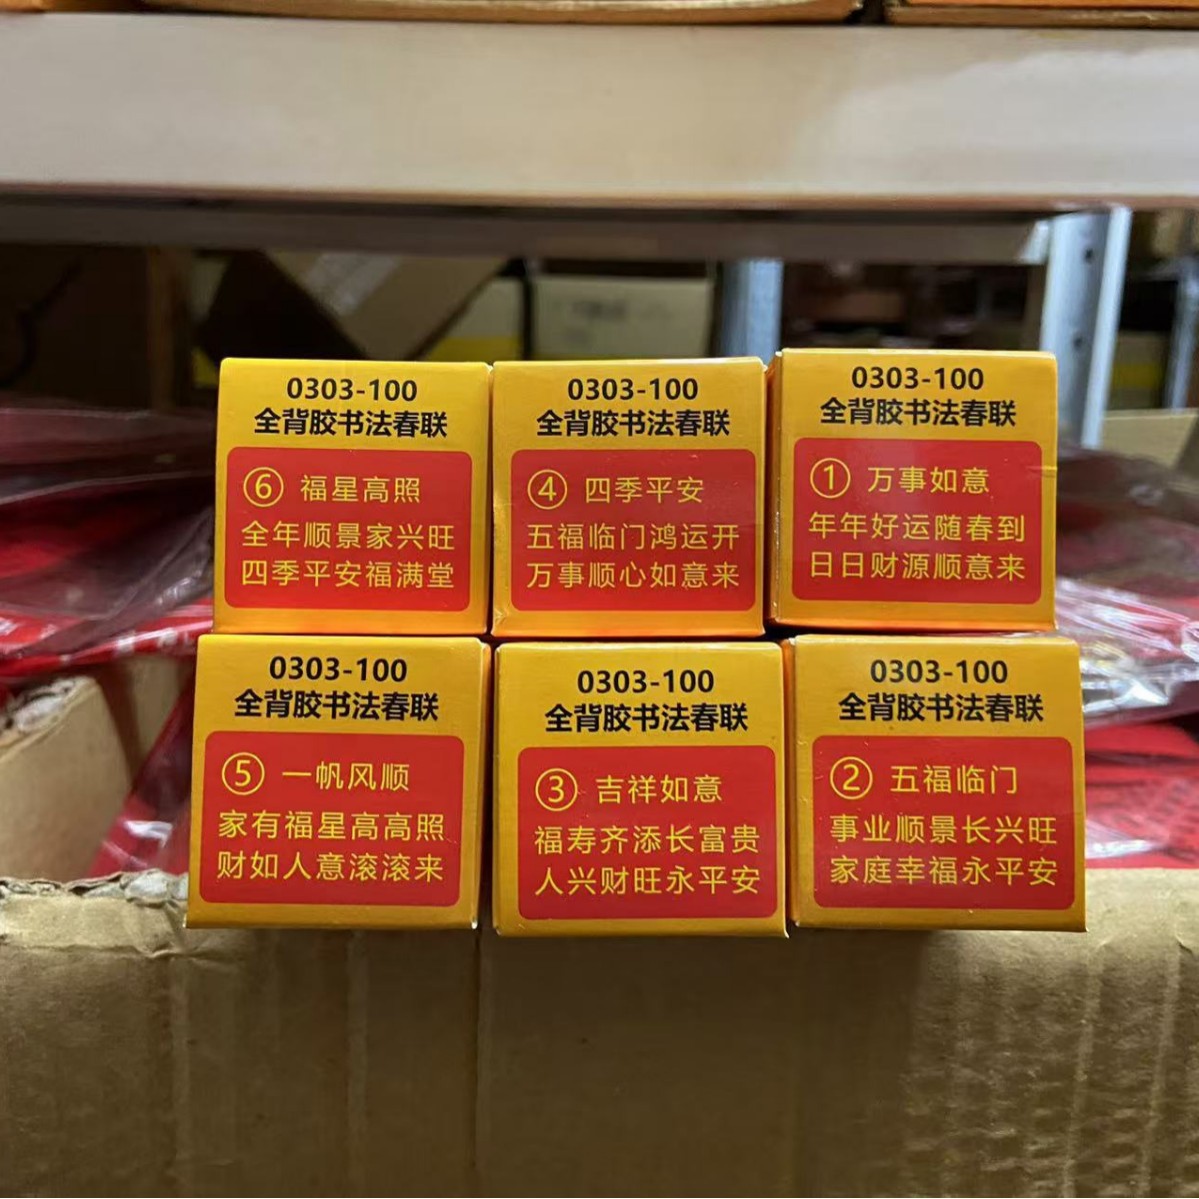 0303-100
全背胶书法春联
⑥ 福星高照
全年顺景家兴旺
四季平安福满堂
0303-100
全背胶书法春联
④ 四季平安
五福临门鸿运开
万事顺心如意来
0303-100
全背胶书法春联
① 万事如意
年年好运随春到
日日财源顺意来
0303-100
全背胶书法春联
⑤ 一帆风顺
家有福星高高照
财如人意滚滚来
0303-100
全背胶书法春联
③ 吉祥如意
福寿齐添长富贵
人兴财旺永平安
0303-100
全背胶书法春联
② 五福临门
事业顺景长兴旺
家庭幸福永平安